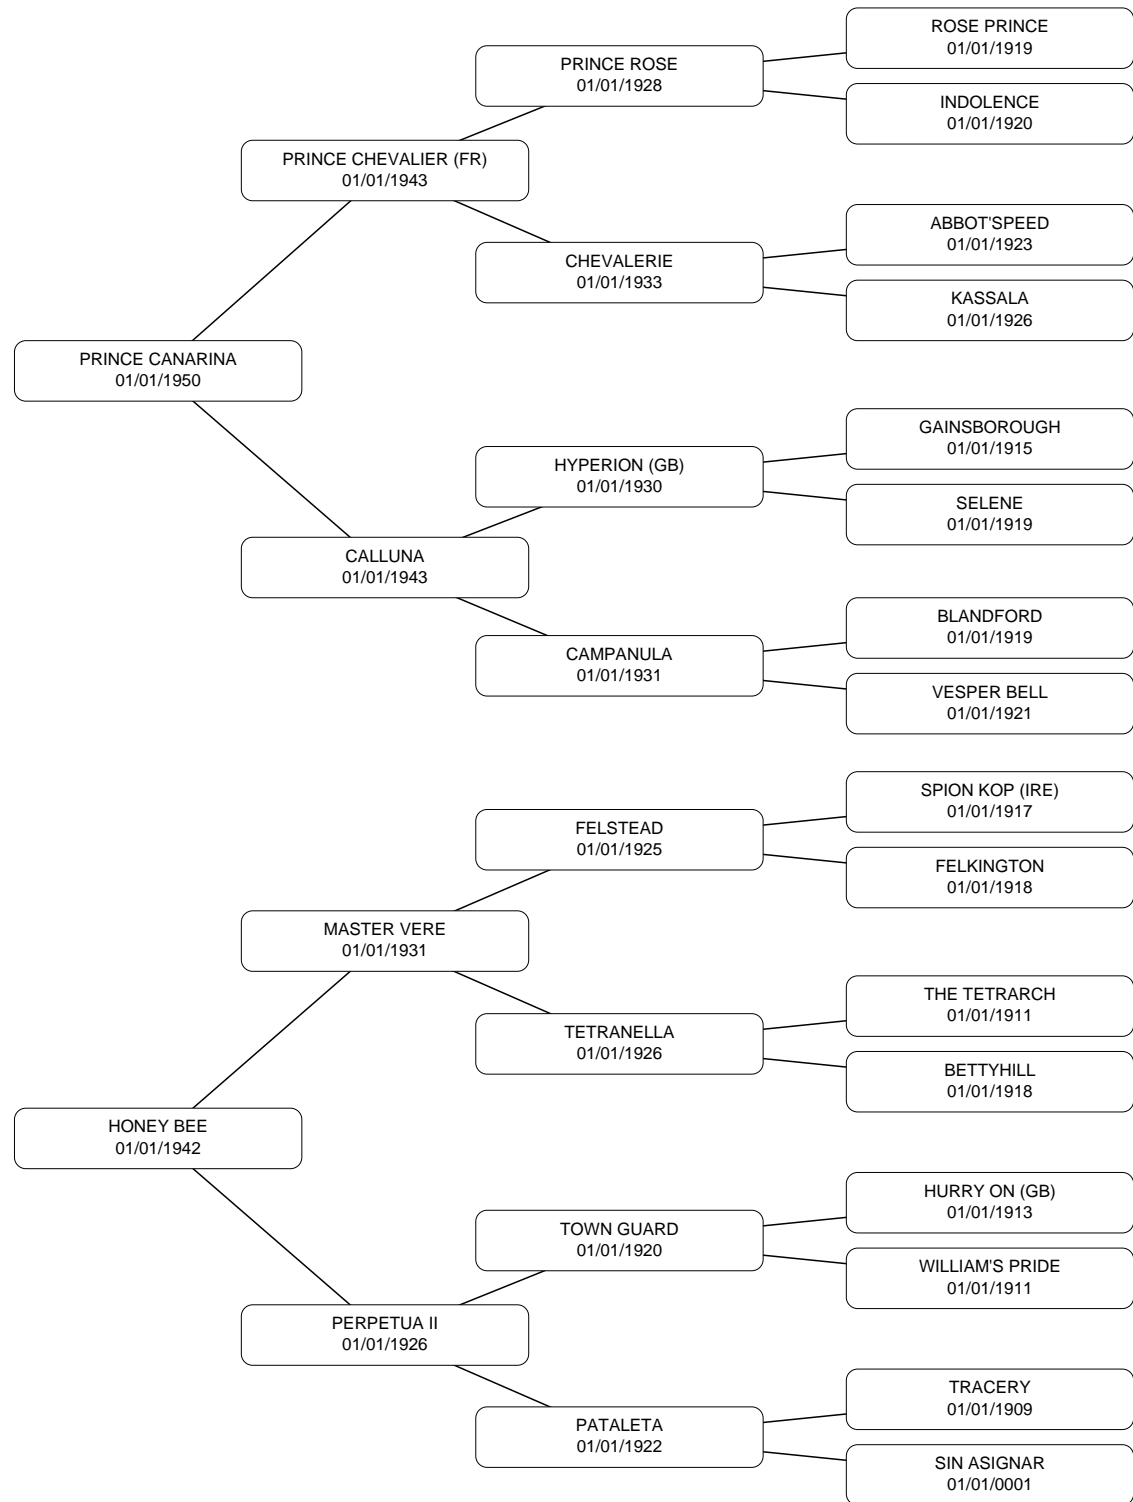 ROSE PRINCE
01/01/1919
PRINCE ROSE
01/01/1928
INDOLENCE
01/01/1920
PRINCE CHEVALIER (FR)
01/01/1943
ABBOT'SPEED
01/01/1923
CHEVALERIE
01/01/1933
KASSALA
01/01/1926
PRINCE CANARINA
01/01/1950
GAINSBOROUGH
01/01/1915
HYPERION (GB)
01/01/1930
SELENE
01/01/1919
CALLUNA
01/01/1943
BLANDFORD
01/01/1919
CAMPANULA
01/01/1931
VESPER BELL
01/01/1921
SPION KOP (IRE)
01/01/1917
FELSTEAD
01/01/1925
FELKINGTON
01/01/1918
MASTER VERE
01/01/1931
THE TETRARCH
01/01/1911
TETRANELLA
01/01/1926
BETTYHILL
01/01/1918
HONEY BEE
01/01/1942
HURRY ON (GB)
01/01/1913
TOWN GUARD
01/01/1920
WILLIAM'S PRIDE
01/01/1911
PERPETUA II
01/01/1926
TRACERY
01/01/1909
PATALETA
01/01/1922
SIN ASIGNAR
01/01/0001